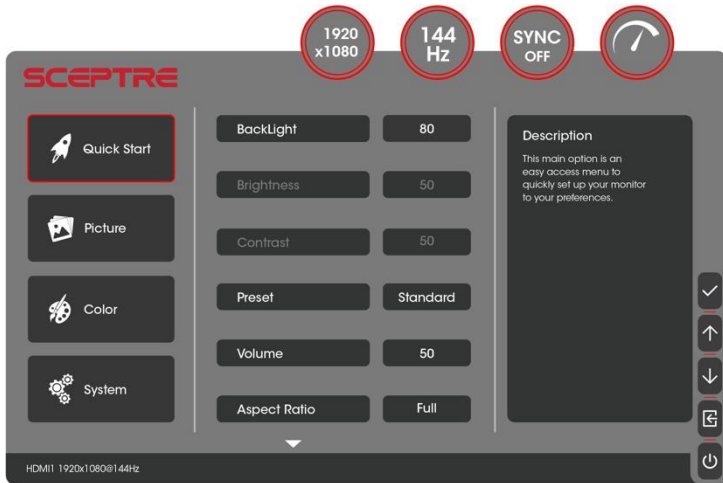 1920
x1080
144
Hz
SYNC
OFF
SCEPTRE
Quick Start
Picture
Color
System
BackLight 80
Brightness 50
Contrast 50
Preset Standard
Volume 50
Aspect Ratio Full
Description
This main option is an
easy access menu to
quickly set up your monitor
to your preferences.
HDMI1 1920x1080@144Hz